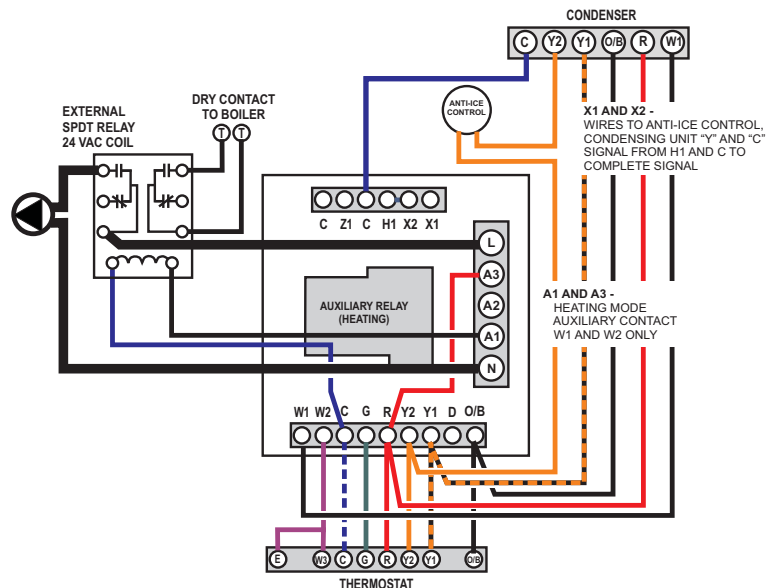 CONDENSER
C Y2 Y1 O/B R W1
EXTERNAL
SPDT RELAY
24 VAC COIL
DRY CONTACT
TO BOILER
T T
ANTI-ICE
CONTROL
X1 AND X2 -
WIRES TO ANTI-ICE CONTROL,
CONDENSING UNIT “Y” AND “C”
SIGNAL FROM H1 AND C TO
COMPLETE SIGNAL
C Z1 C H1 X2 X1
L
A3
A2
A1
N
AUXILIARY RELAY
(HEATING)
A1 AND A3 -
HEATING MODE
AUXILIARY CONTACT
W1 AND W2 ONLY
W1 W2 C G R Y2 Y1 D O/B
E W3 C G R Y2 Y1 O/B
THERMOSTAT